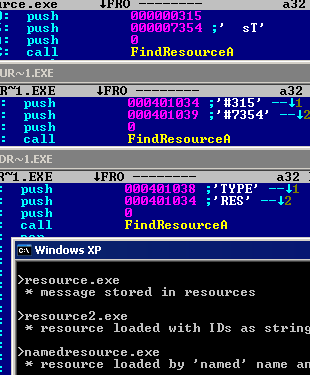 ource.exe ↓FRO -------- a32
: push 000000315
: push 000007354 ;' sT'
: push 0
: call FindResourceA
UR~1.EXE
R~1.EXE ↓FRO -------- a32
: push 000401034 ;'#315' --↓1
: push 000401039 ;'#7354' --↓2
: push 0
: call FindResourceA
DR~1.EXE
R~1.EXE ↓FRO -------- a32
: push 000401038 ;'TYPE' --↓1
: push 000401034 ;'RES' --↓2
: push 0
: call FindResourceA
Windows XP
>resource.exe
* message stored in resources
>resource2.exe
* resource loaded with IDs as string
>namedresource.exe
* resource loaded by 'named' name an